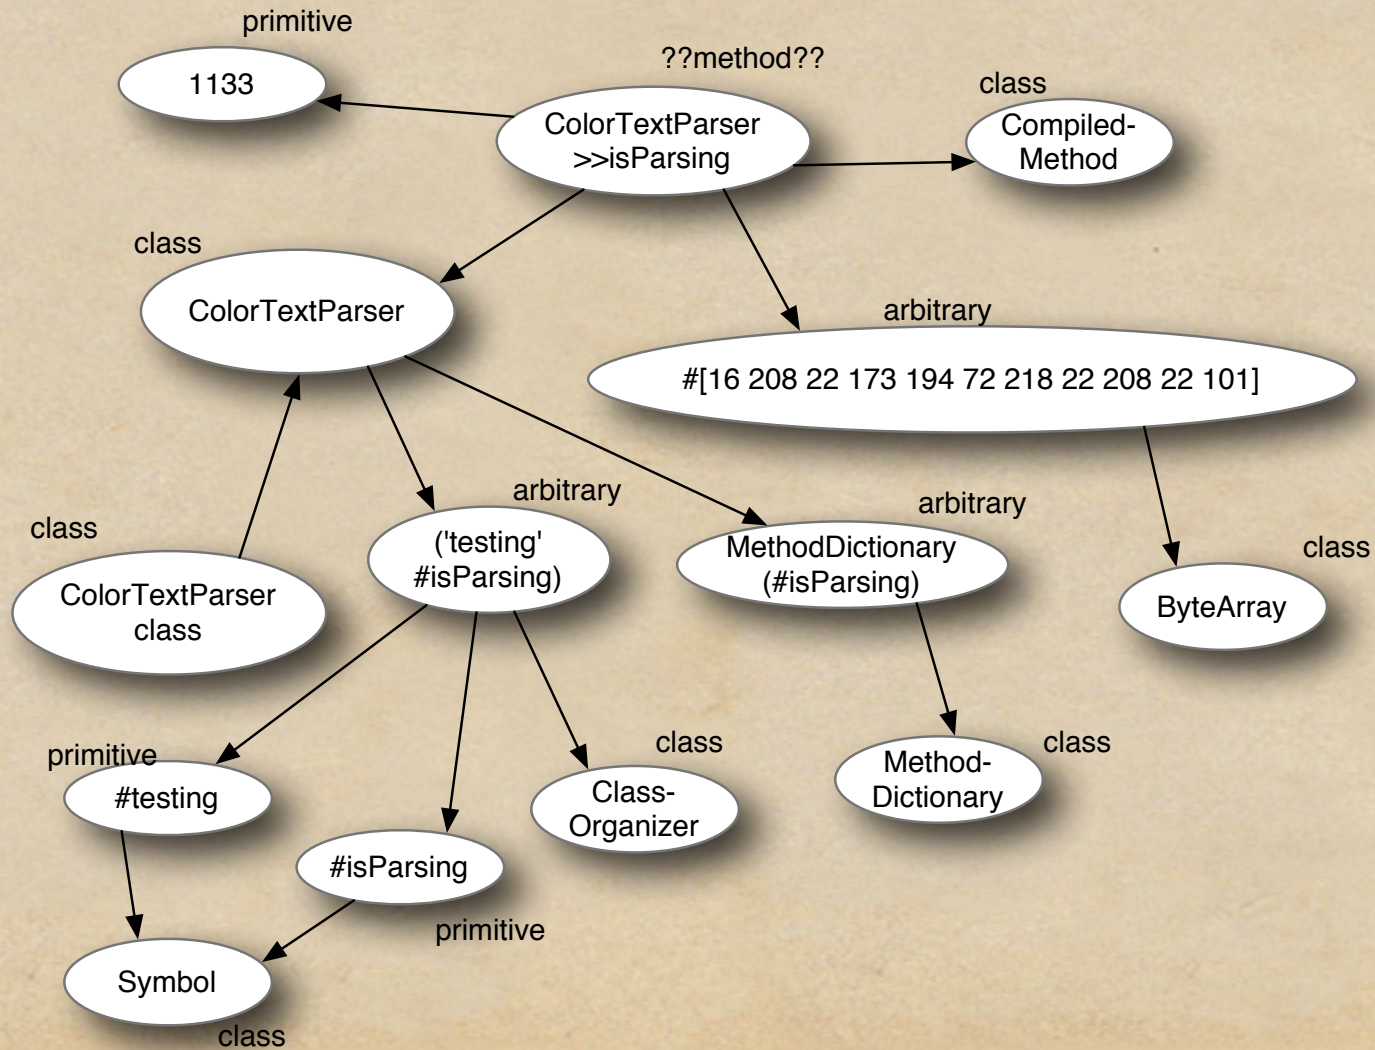 primitive
1133
??method??
ColorTextParser
>>isParsing
class
Compiled-
Method
class
ColorTextParser
arbitrary
#[16 208 22 173 194 72 218 22 208 22 101]
class
ColorTextParser
class
arbitrary
('testing'
#isParsing)
arbitrary
MethodDictionary
(#isParsing)
class
ByteArray
primitive
#testing
class
Class-
Organizer
class
Method-
Dictionary
#isParsing
primitive
Symbol
class